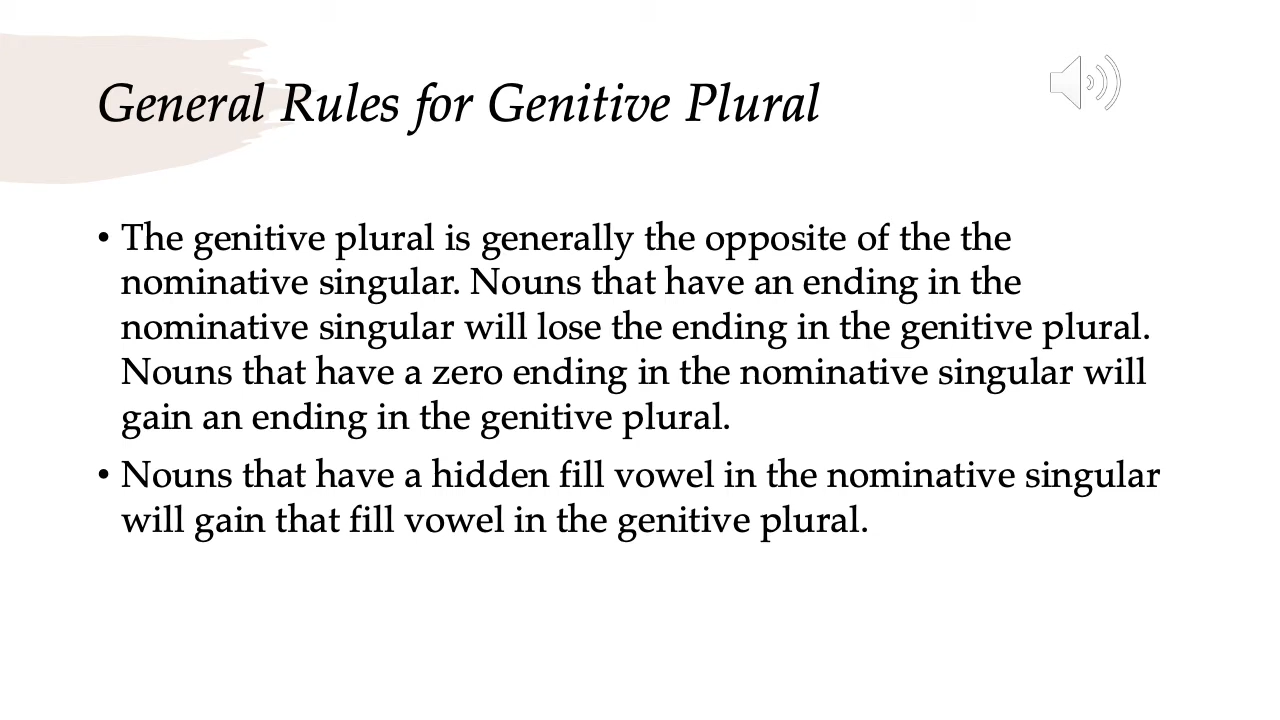 General Rules for Genitive Plural
• The genitive plural is generally the opposite of the the
nominative singular. Nouns that have an ending in the
nominative singular will lose the ending in the genitive plural.
Nouns that have a zero ending in the nominative singular will
gain an ending in the genitive plural.
• Nouns that have a hidden fill vowel in the nominative singular
will gain that fill vowel in the genitive plural.